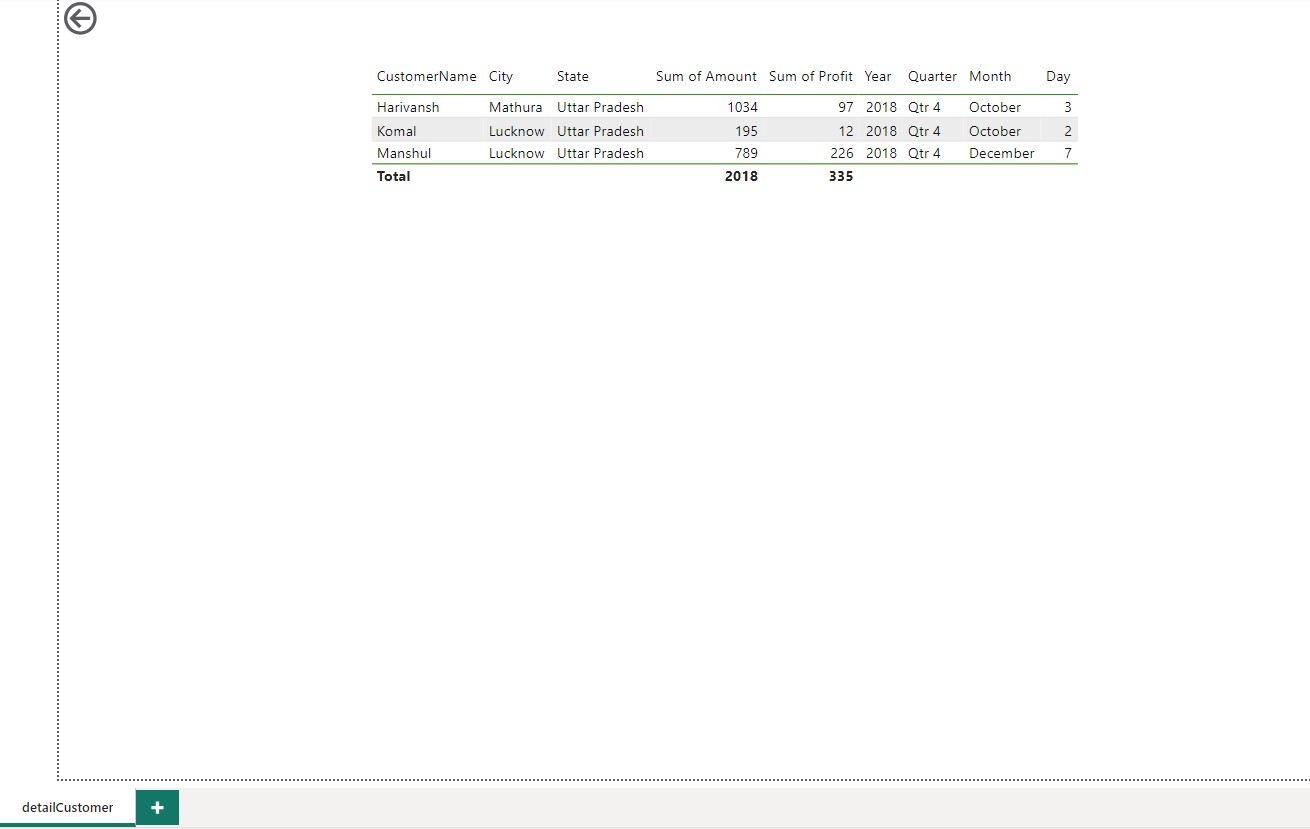 CustomerName City State Sum of Amount Sum of Profit Year Quarter Month Day
Harivansh Mathura Uttar Pradesh 1034 97 2018 Qtr 4 October 3
Komal Lucknow Uttar Pradesh 195 12 2018 Qtr 4 October 2
Manshul Lucknow Uttar Pradesh 789 226 2018 Qtr 4 December 7
Total 2018 335
detailCustomer +